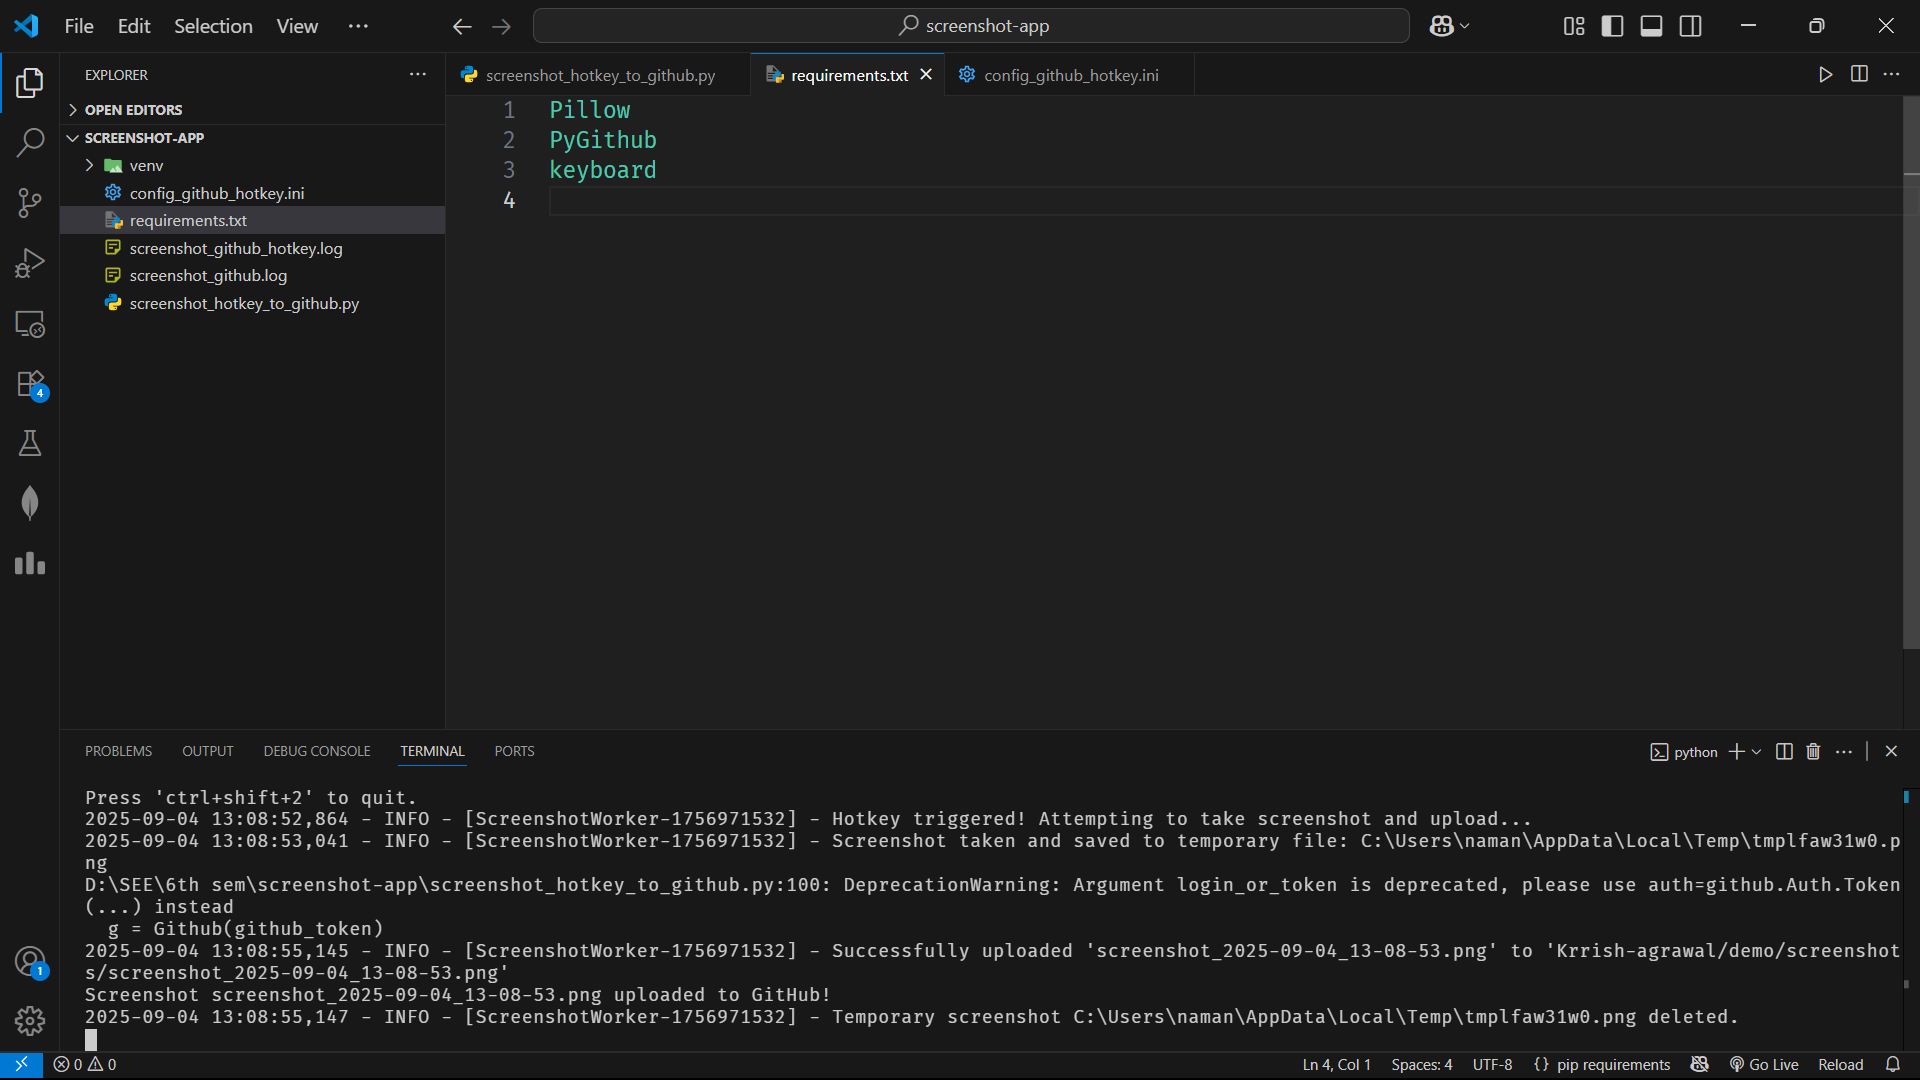 File Edit Selection View ···
screenshot-app
EXPLORER ···
OPEN EDITORS
SCREENSHOT-APP
venv
config_github_hotkey.ini
requirements.txt
screenshot_github_hotkey.log
screenshot_github.log
screenshot_hotkey_to_github.py
screenshot_hotkey_to_github.py requirements.txt config_github_hotkey.ini
1 Pillow
2 PyGithub
3 keyboard
4
4
1
PROBLEMS OUTPUT DEBUG CONSOLE TERMINAL PORTS
python
Press 'ctrl+shift+2' to quit.
2025-09-04 13:08:52,864 - INFO - [ScreenshotWorker-1756971532] - Hotkey triggered! Attempting to take screenshot and upload...
2025-09-04 13:08:53,041 - INFO - [ScreenshotWorker-1756971532] - Screenshot taken and saved to temporary file: C:\Users\naman\AppData\Local\Temp\tmplfaw31w0.p
ng
D:\SEE\6th sem\screenshot-app\screenshot_hotkey_to_github.py:100: DeprecationWarning: Argument login_or_token is deprecated, please use auth=github.Auth.Token
(...) instead
g = Github(github_token)
2025-09-04 13:08:55,145 - INFO - [ScreenshotWorker-1756971532] - Successfully uploaded 'screenshot_2025-09-04_13-08-53.png' to 'Krrish-agrawal/demo/screenshot
s/screenshot_2025-09-04_13-08-53.png'
Screenshot screenshot_2025-09-04_13-08-53.png uploaded to GitHub!
2025-09-04 13:08:55,147 - INFO - [ScreenshotWorker-1756971532] - Temporary screenshot C:\Users\naman\AppData\Local\Temp\tmplfaw31w0.png deleted.
0 0 Ln 4, Col 1 Spaces: 4 UTF-8 {} pip requirements Go Live Reload